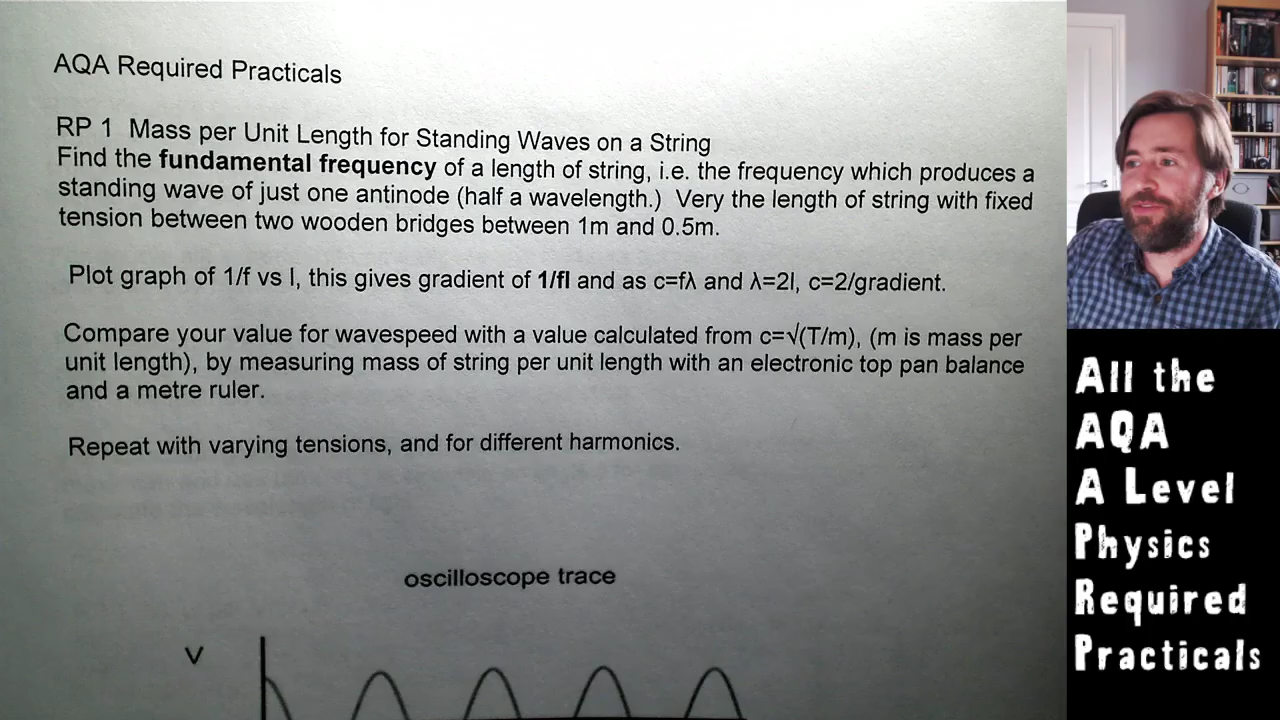 AQA Required Practicals
RP 1 Mass per Unit Length for Standing Waves on a String
Find the fundamental frequency of a length of string, i.e. the frequency which produces a
standing wave of just one antinode (half a wavelength.) Very the length of string with fixed
tension between two wooden bridges between 1m and 0.5m.
Plot graph of 1/f vs l, this gives gradient of 1/fl and as c=fλ and λ=2l, c=2/gradient.
Compare your value for wavespeed with a value calculated from c=√(T/m), (m is mass per
unit length), by measuring mass of string per unit length with an electronic top pan balance
and a metre ruler.
Repeat with varying tensions, and for different harmonics.
oscilloscope trace
V
All the
AQA
A Level
Physics
Required
Practicals